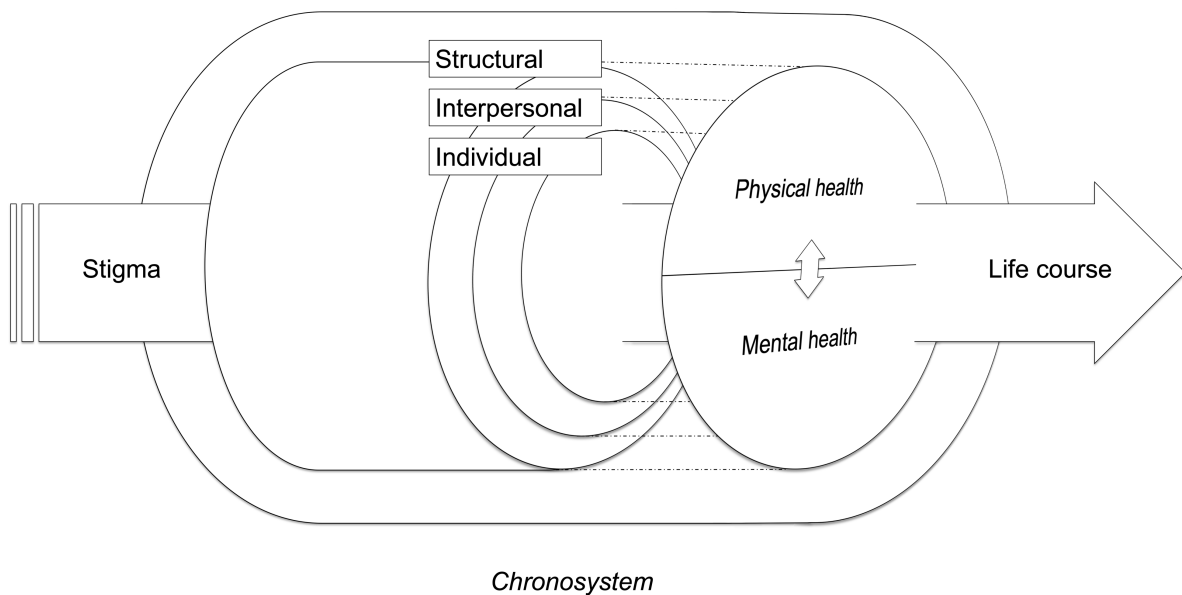 Structural
Interpersonal
Individual
Physical health
Stigma
Life course
Mental health
Chronosystem